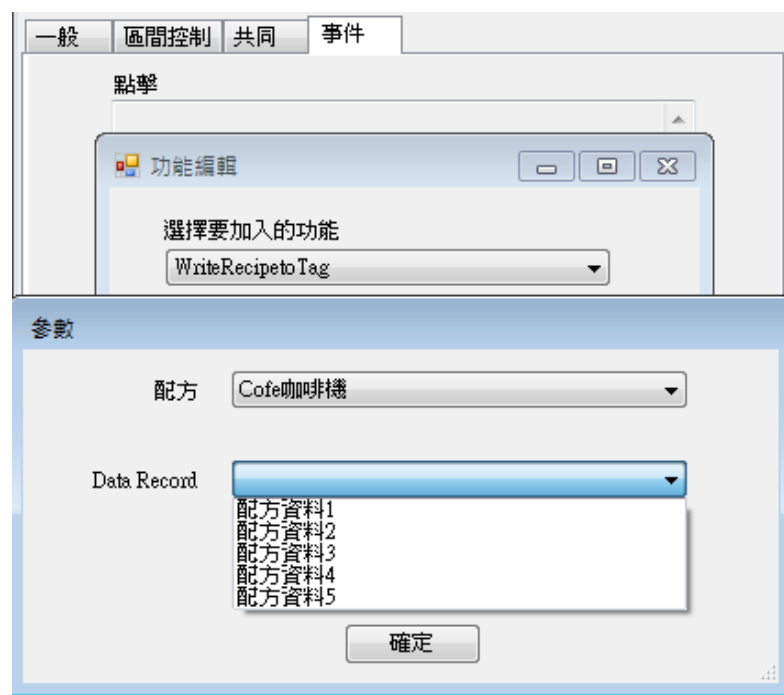 一般 區間控制 共同 事件
點擊
功能編輯
選擇要加入的功能
WriteRecipetoTag
參數
配方 Cofe咖啡機
Data Record
配方資料1
配方資料2
配方資料3
配方資料4
配方資料5
確定